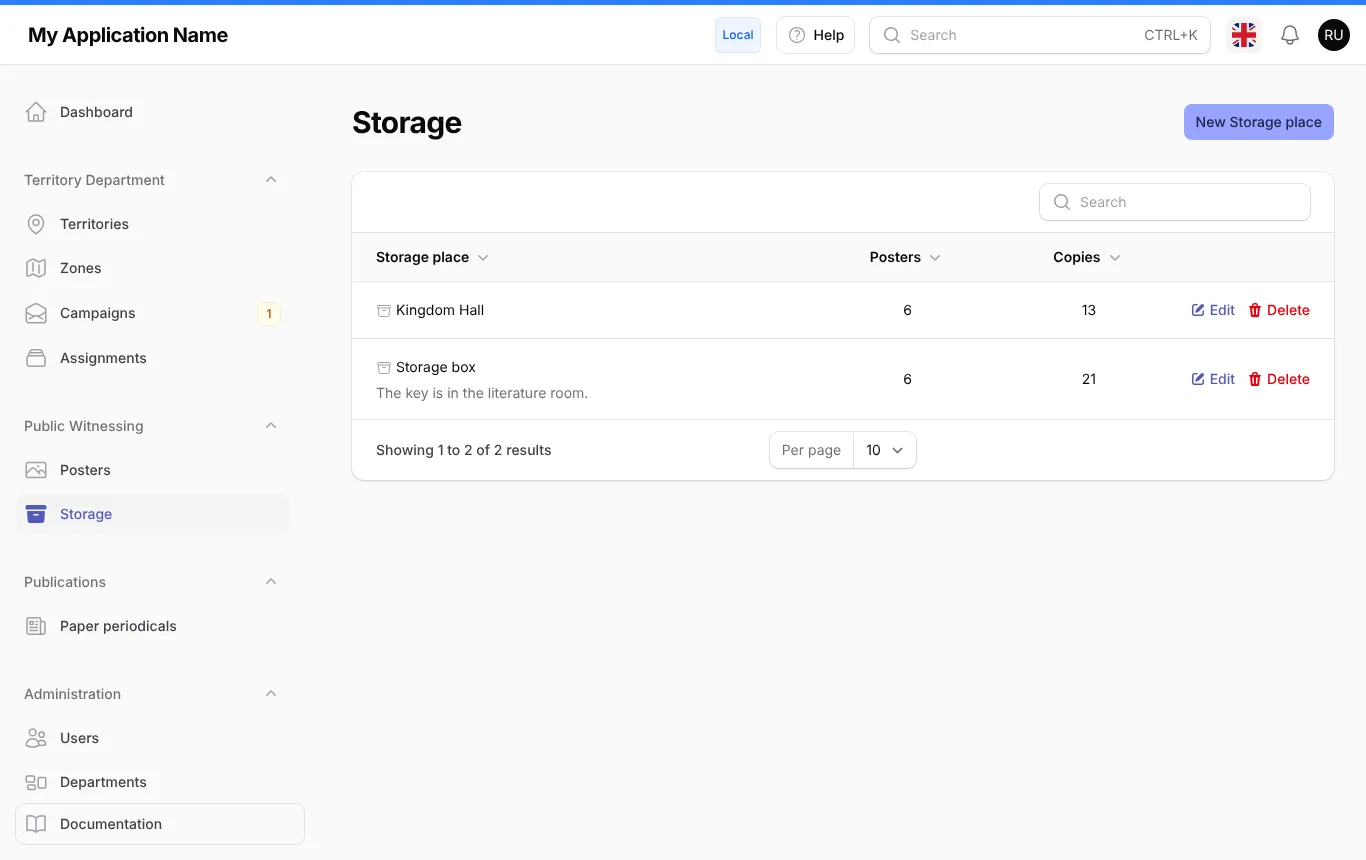 My Application Name
Local
Help
Search CTRL+K
RU
Dashboard
Territory Department
Territories
Zones
Campaigns 1
Assignments
Public Witnessing
Posters
Storage
Publications
Paper periodicals
Administration
Users
Departments
Documentation
Storage
New Storage place
Search
Storage place Posters Copies
Kingdom Hall 6 13 Edit Delete
Storage box
The key is in the literature room.
6 21 Edit Delete
Showing 1 to 2 of 2 results
Per page 10